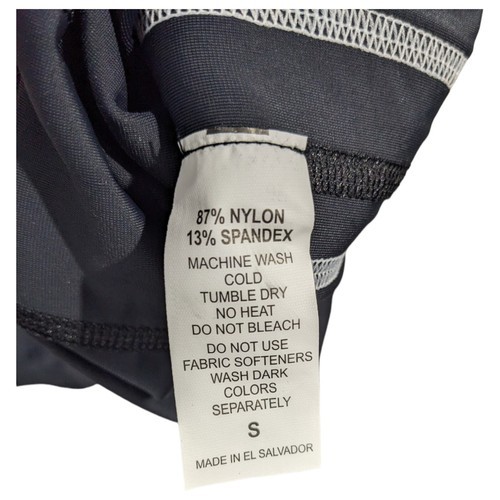 87% NYLON
13% SPANDEX
MACHINE WASH
COLD
TUMBLE DRY
NO HEAT
DO NOT BLEACH
DO NOT USE
FABRIC SOFTENERS
WASH DARK
COLORS
SEPARATELY
S
MADE IN EL SALVADOR